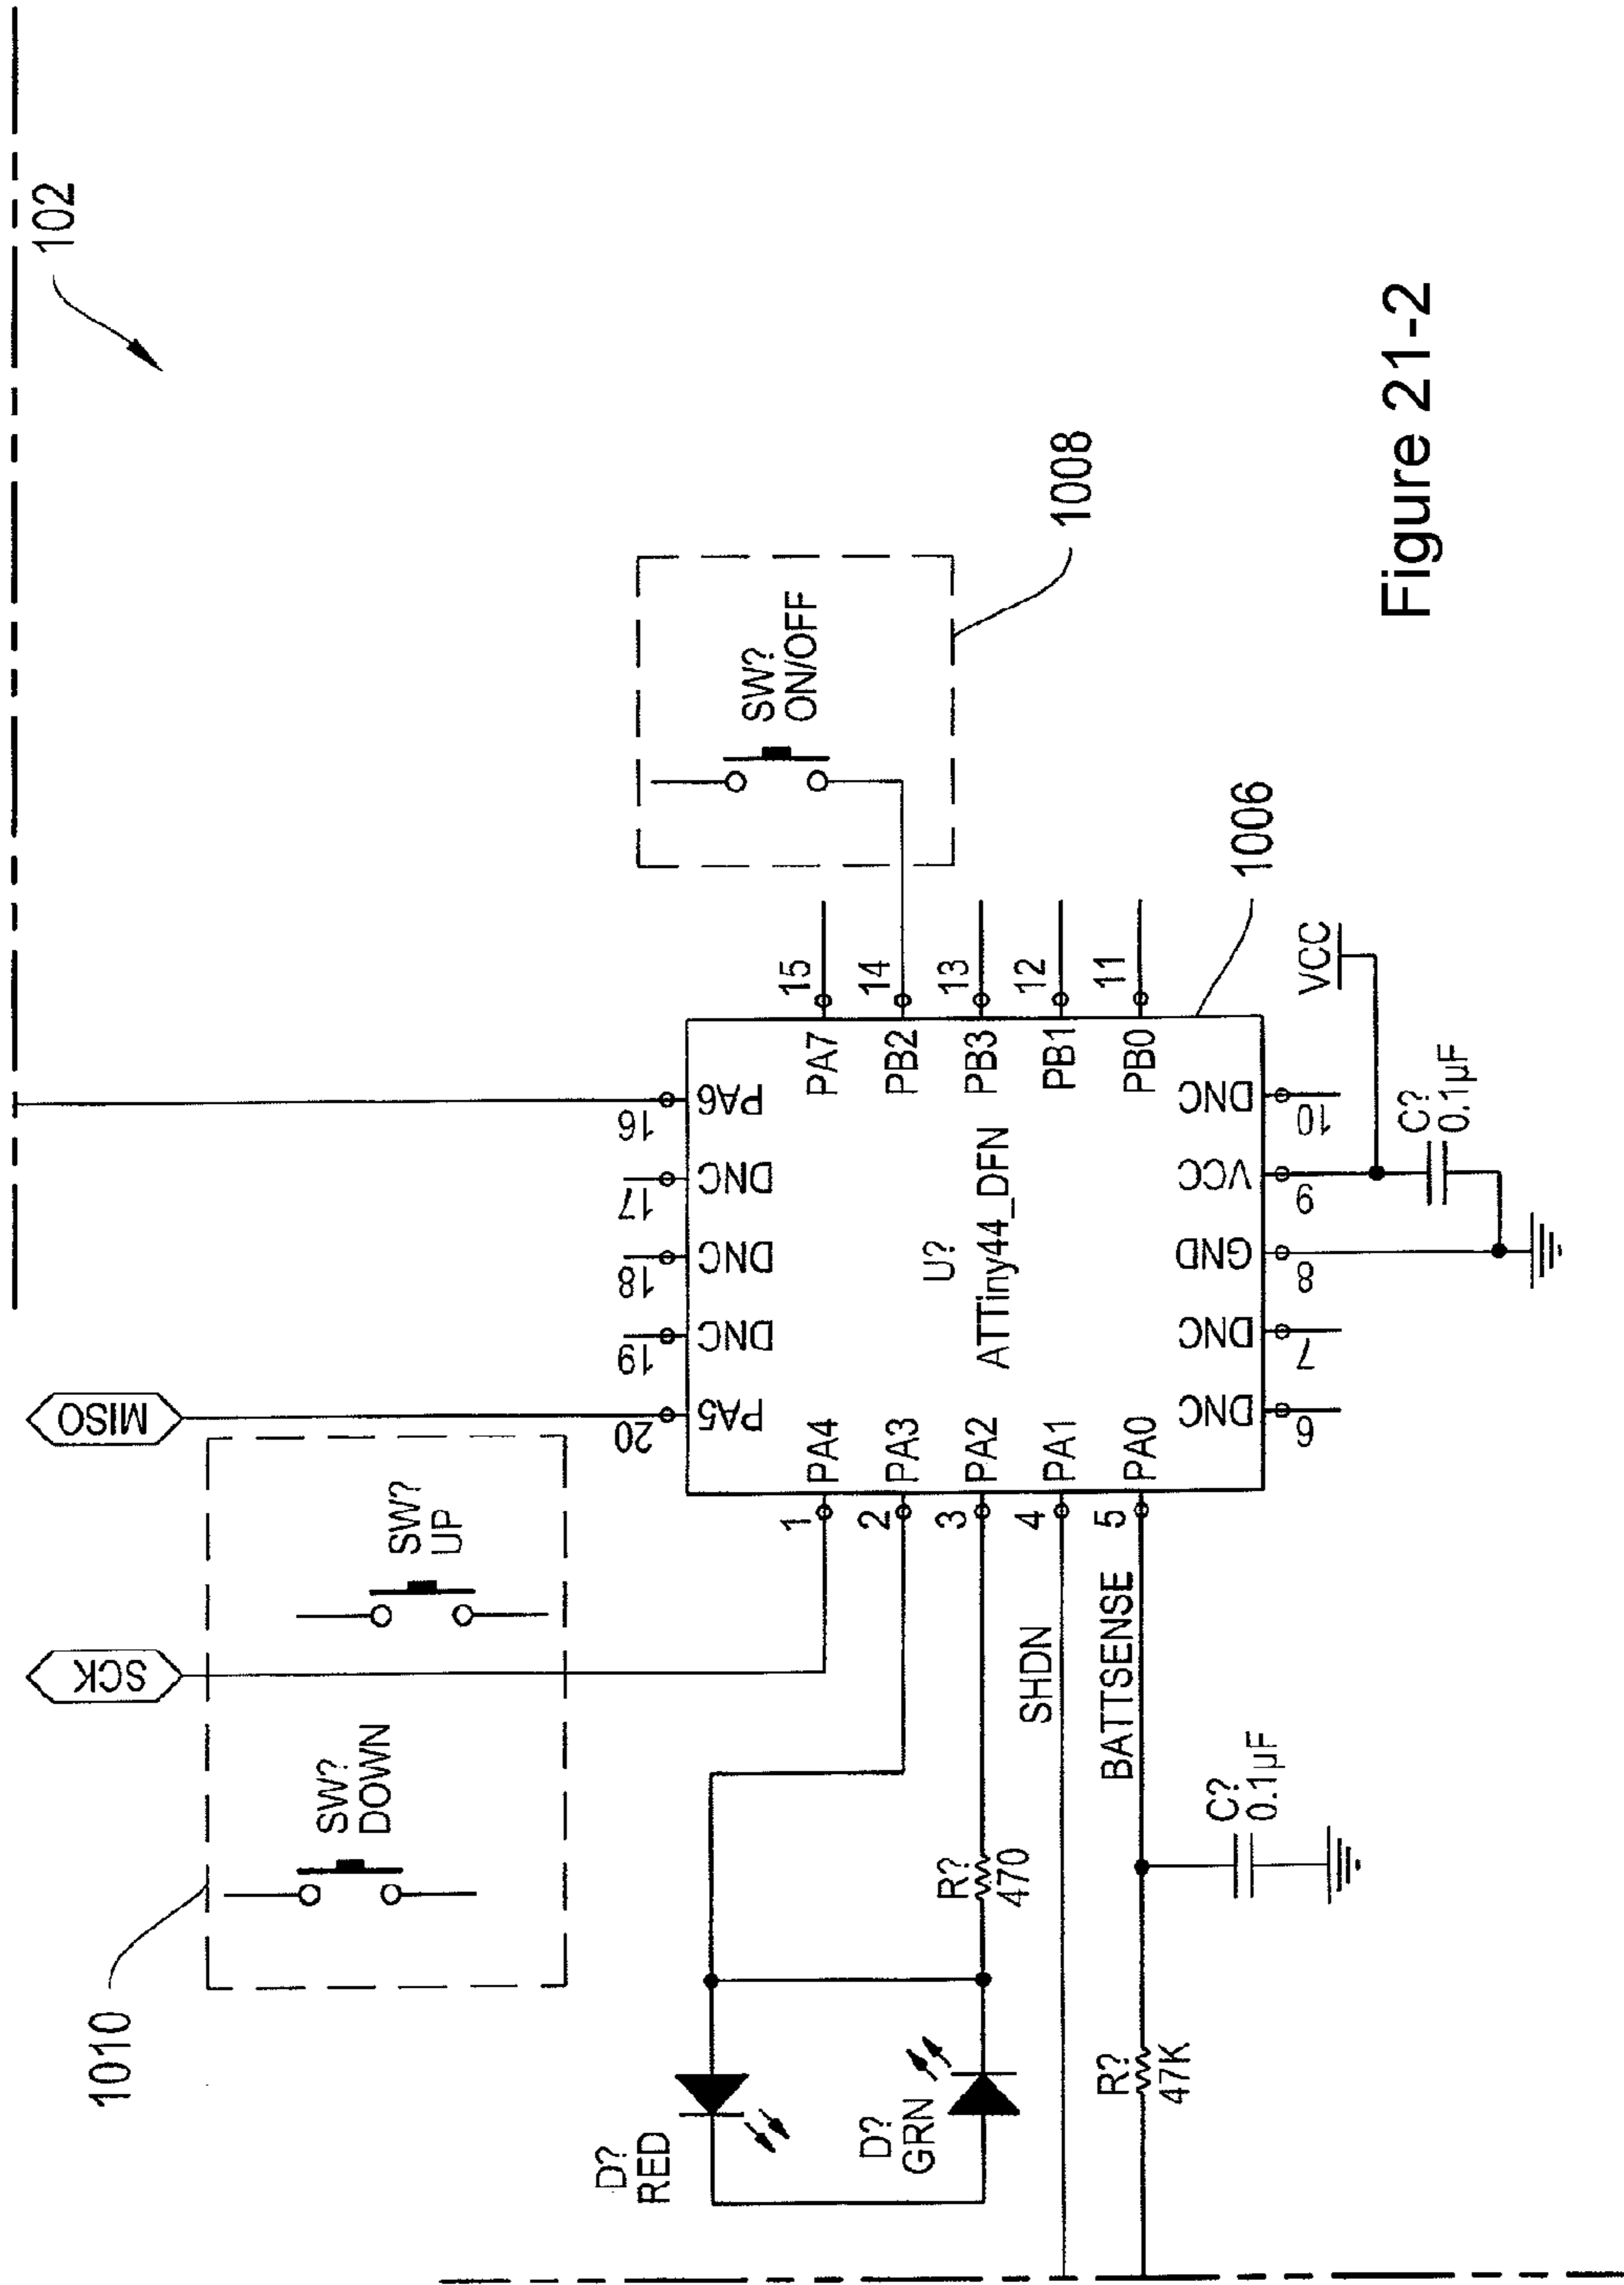 102
MISO
SCK
1010
SW?
DOWN
SW?
UP
SW?
ON/OFF
1008
D?
RED
D?
GRN
R?
470
SHDN
BATTSENSE
R?
47K
C?
0.1µF
20
19
18
17
16
PA5
DNC
DNC
DNC
PA6
1
PA4
2
PA3
3
PA2
4
PA1
5
PA0
U?
ATTiny44_DFN
PA7
15
PB2
14
PB3
13
PB1
12
PB0
11
DNC
DNC
GND
VCC
DNC
6
7
8
9
10
1006
VCC
C?
0.1µF
Figure 21-2